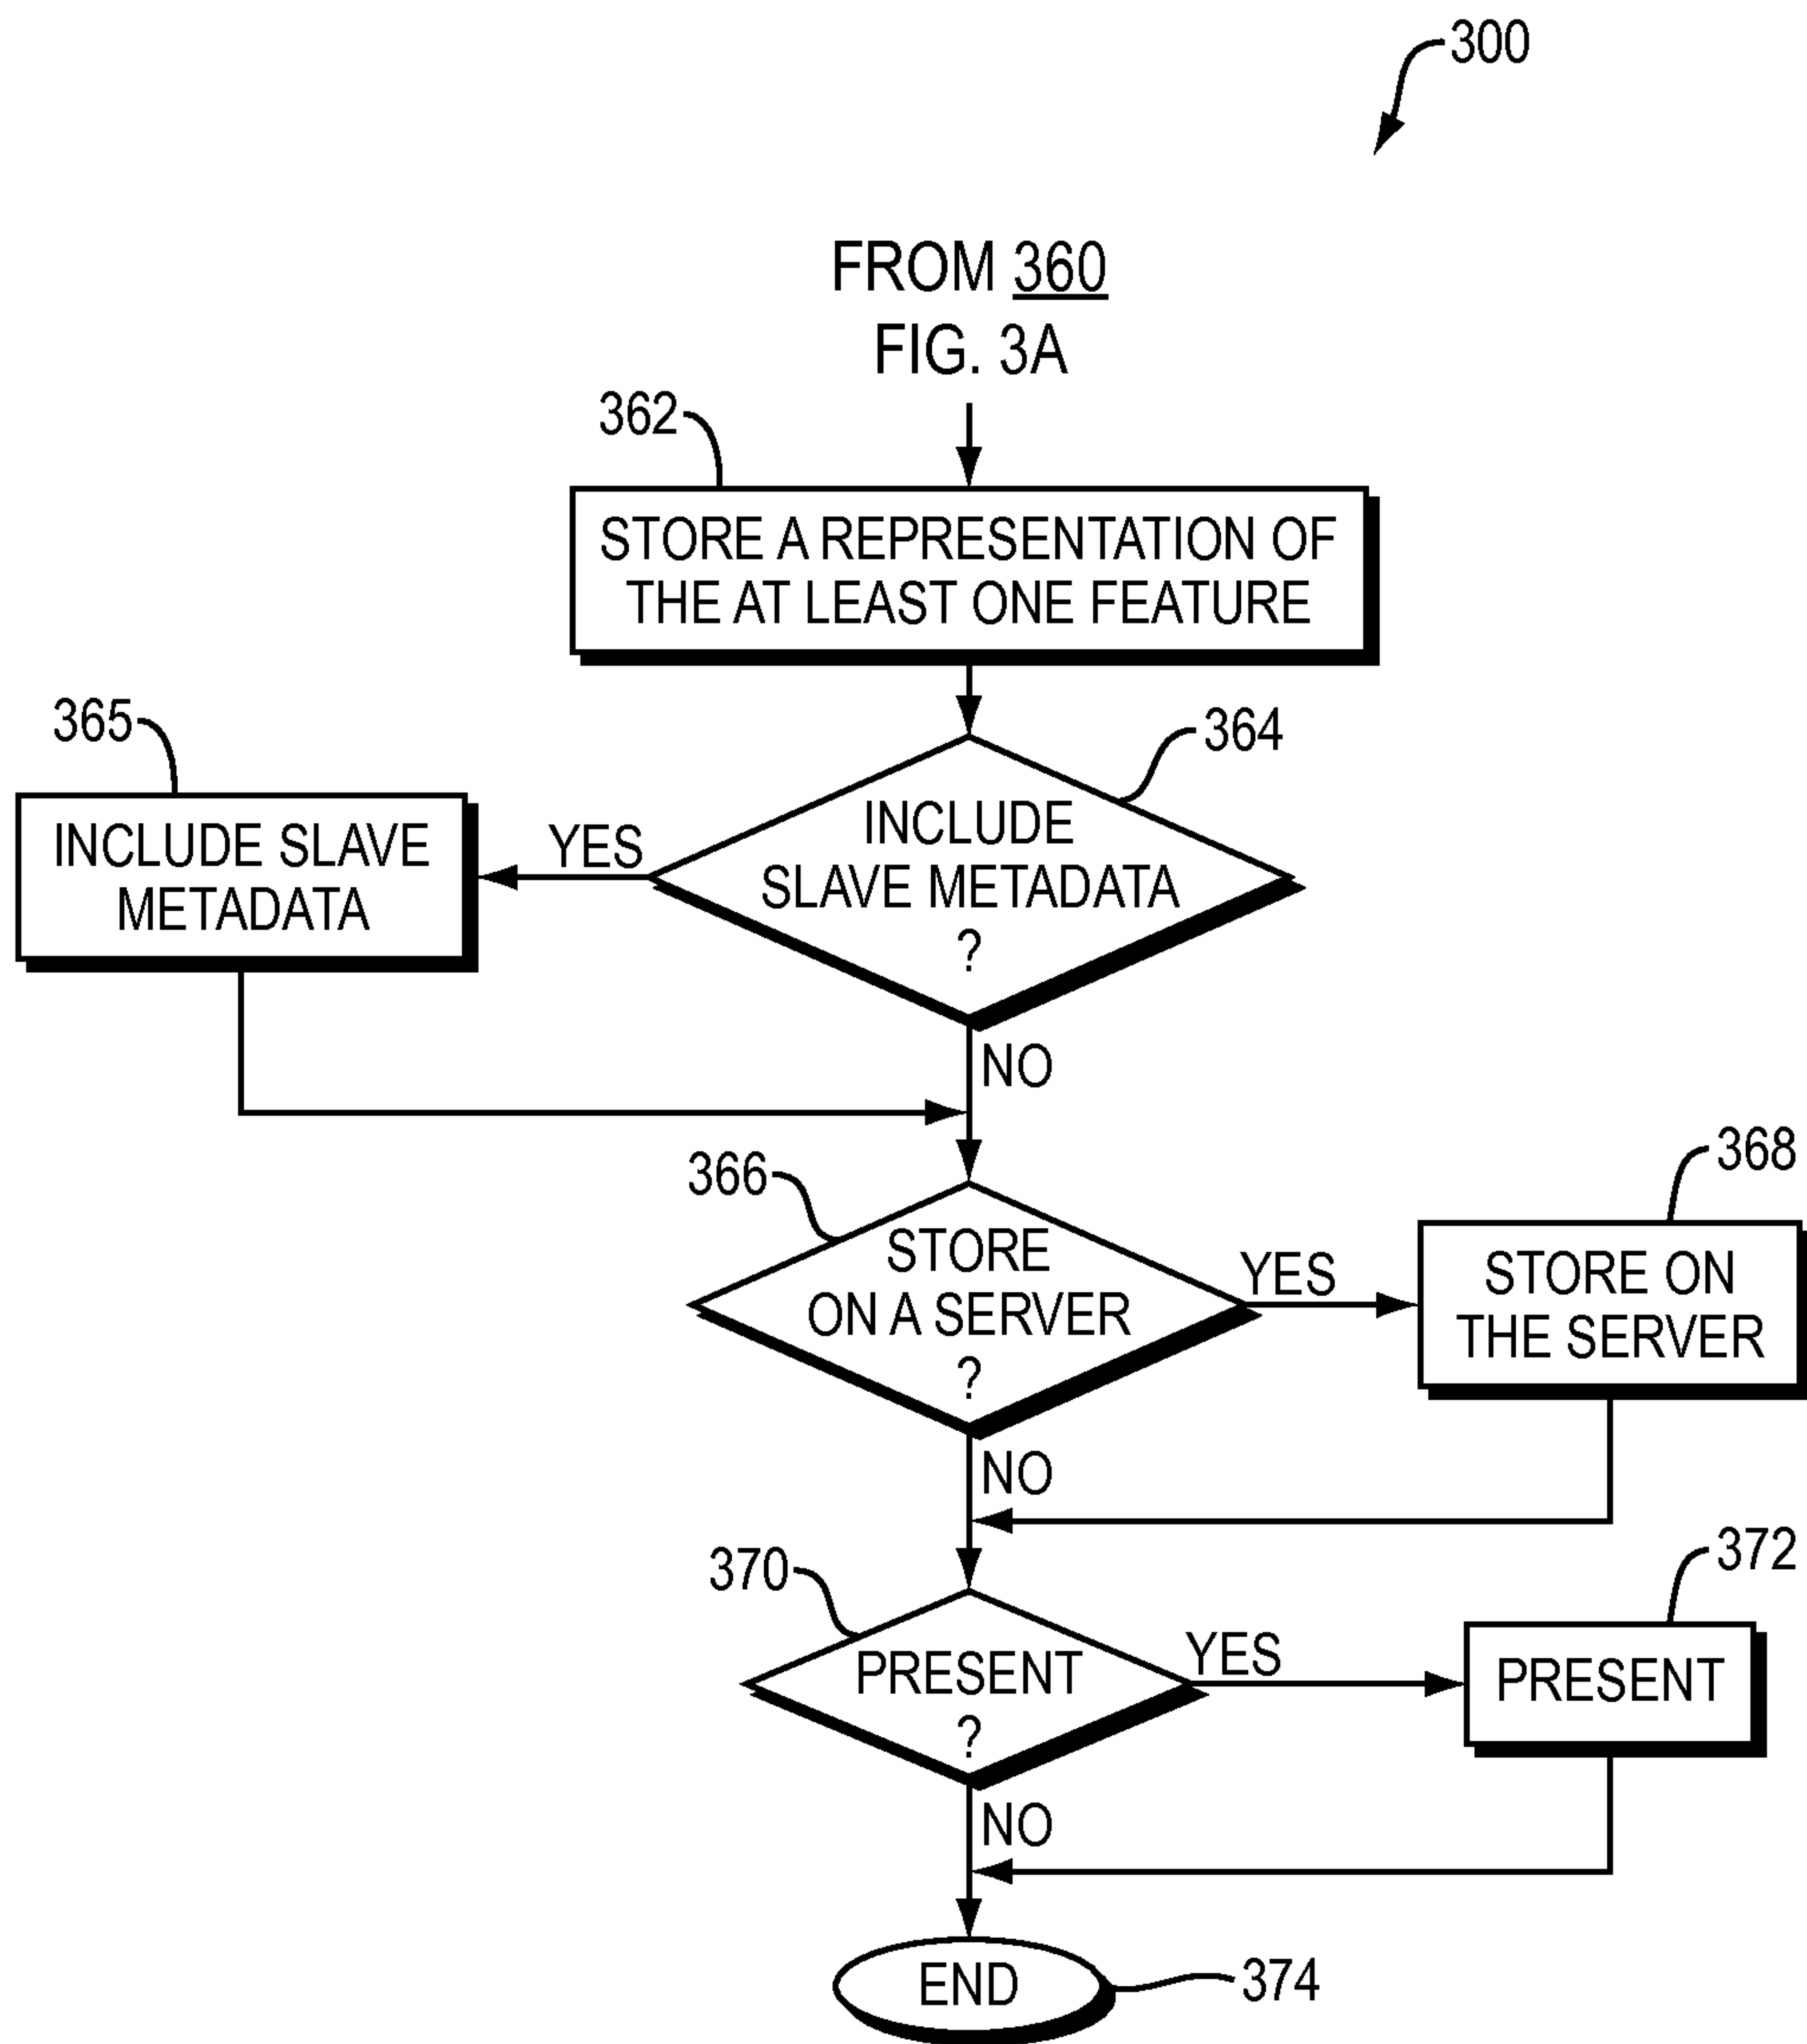 300
FROM 360
FIG. 3A
362
STORE A REPRESENTATION OF
THE AT LEAST ONE FEATURE
365
364
INCLUDE SLAVE
METADATA
YES
INCLUDE
SLAVE METADATA
?
NO
366
368
STORE
ON A SERVER
?
YES
STORE ON
THE SERVER
NO
370
372
PRESENT
?
YES
PRESENT
NO
END
374